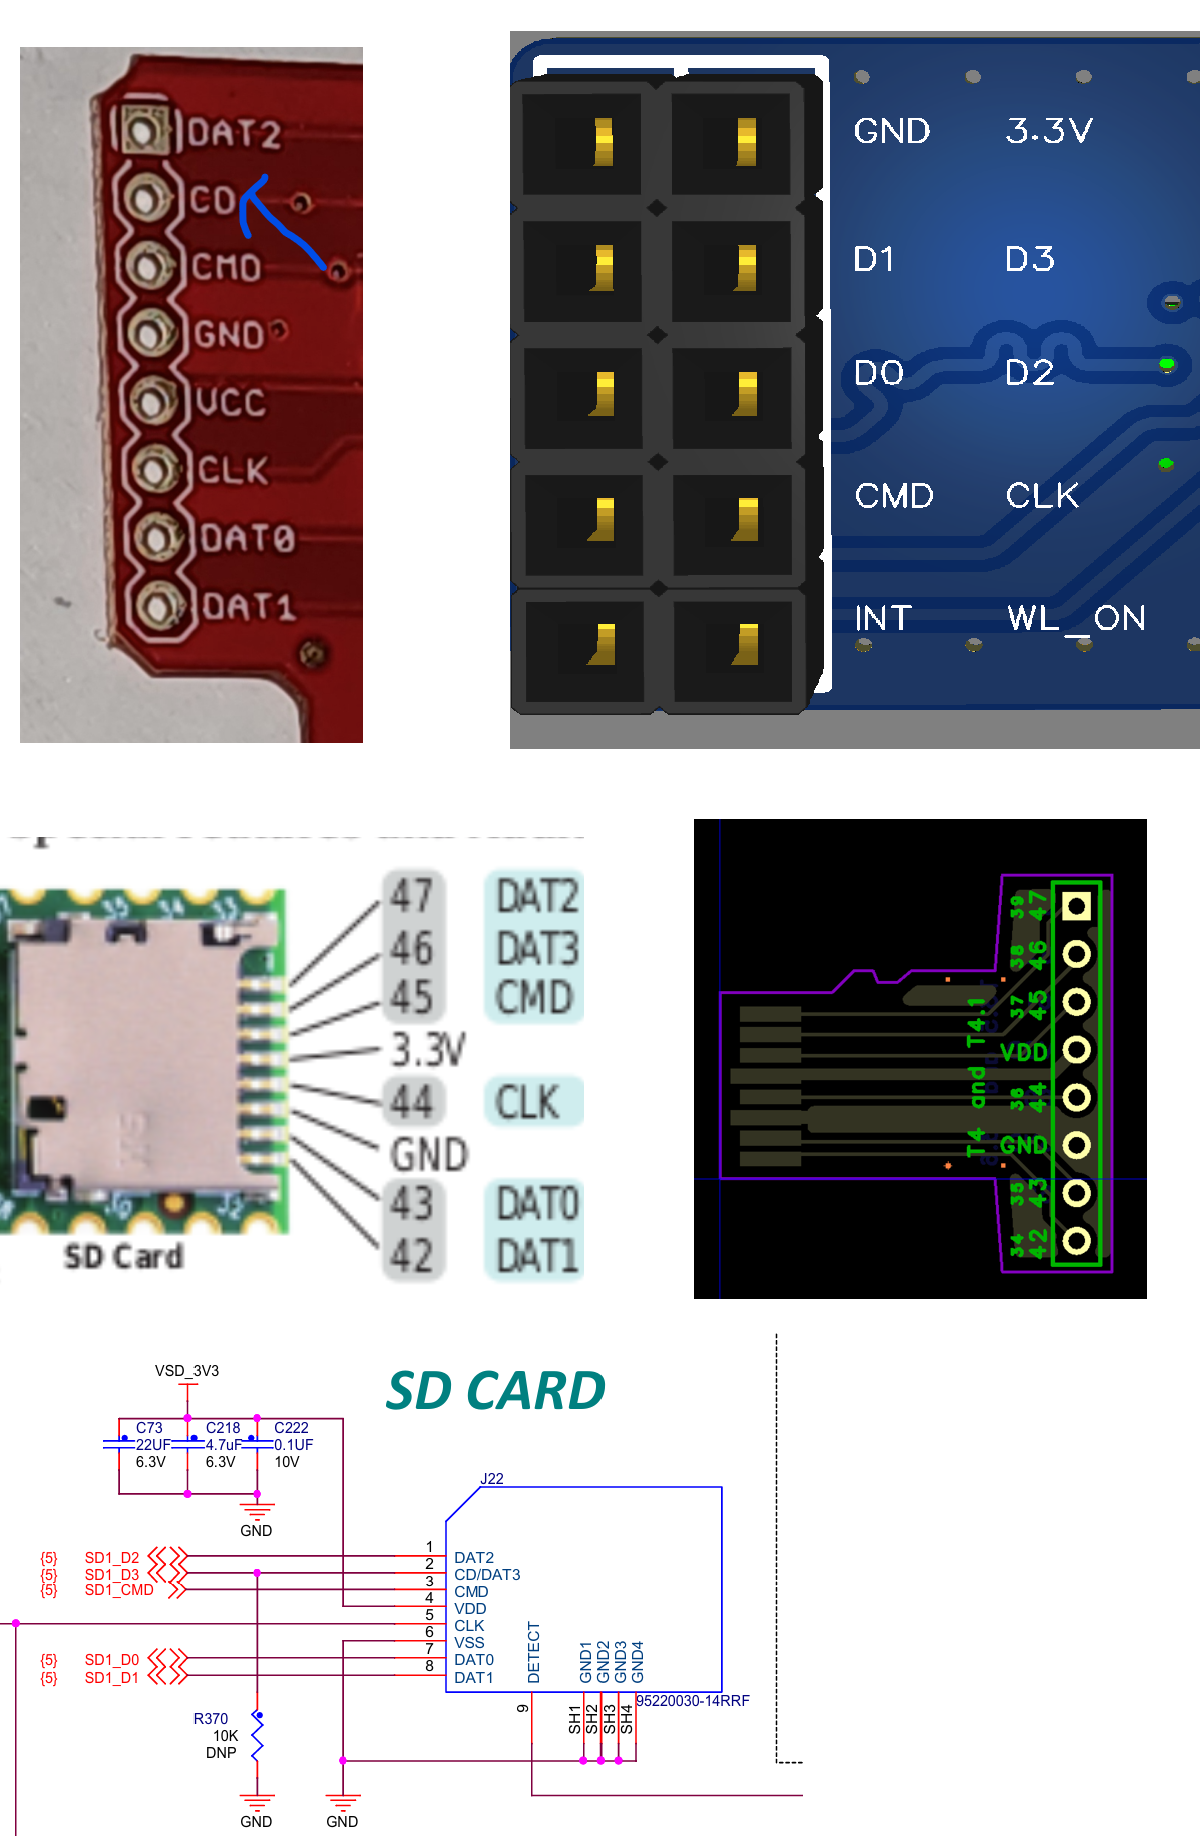 DAT2
CD
CMD
GND
VCC
CLK
DAT0
DAT1
GND 3.3V
D1 D3
D0 D2
CMD CLK
INT WL_ON
47 DAT2
46 DAT3
45 CMD
3.3V
44 CLK
GND
43 DAT0
42 DAT1
35 34 33
SD Card
39 47
38 46
37 45
VDD
36 44
GND
35 43
34 42
T4 and T4.1
SD CARD
VSD_3V3
C73 C218 C222
22UF 4.7uF 0.1UF
6.3V 6.3V 10V
GND
J22
{5} SD1_D2 1 DAT2
{5} SD1_D3 2 CD/DAT3
{5} SD1_CMD 3 CMD
4 VDD
5 CLK
6 VSS
{5} SD1_D0 7 DAT0
{5} SD1_D1 8 DAT1
DETECT GND1 GND2 GND3 GND4
9 SH1 SH2 SH3 SH4
95220030-14RRF
R370
10K
DNP
GND GND